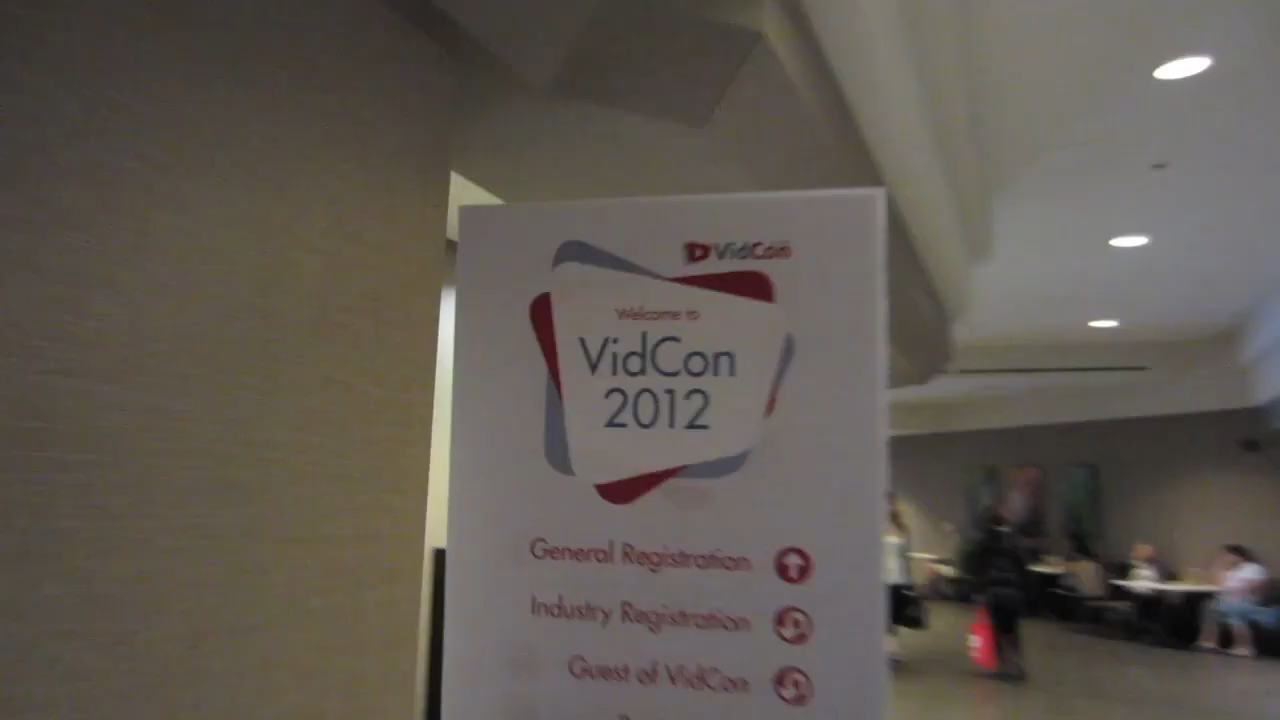 VidCon
Welcome to
VidCon
2012
General Registration
Industry Registration
Guest of VidCon